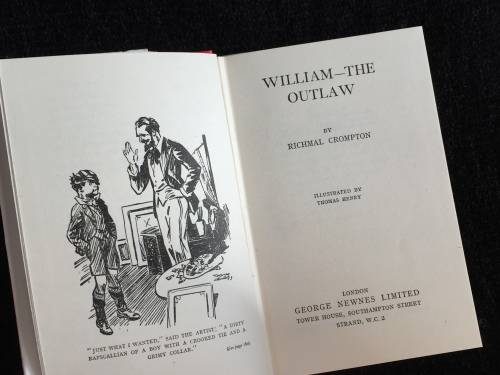 "JUST WHAT I WANTED," SAID THE ARTIST, "A DIRTY
RAPSCALLION OF A BOY WITH A CROOKED TIE AND A
GRIMY COLLAR."
WILLIAM—THE
OUTLAW
BY
RICHMAL CROMPTON
ILLUSTRATED BY
THOMAS HENRY
LONDON
GEORGE NEWNES LIMITED
TOWER HOUSE, SOUTHAMPTON STREET
STRAND, W.C. 2